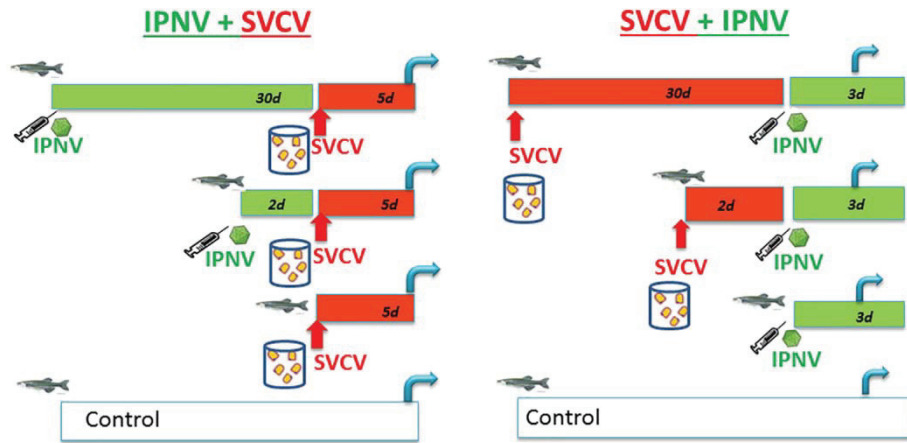 IPNV + SVCV
30d
5d
IPNV
SVCV
2d
5d
IPNV
SVCV
5d
SVCV
Control
SVCV + IPNV
30d
3d
SVCV
IPNV
2d
3d
SVCV
IPNV
3d
IPNV
Control